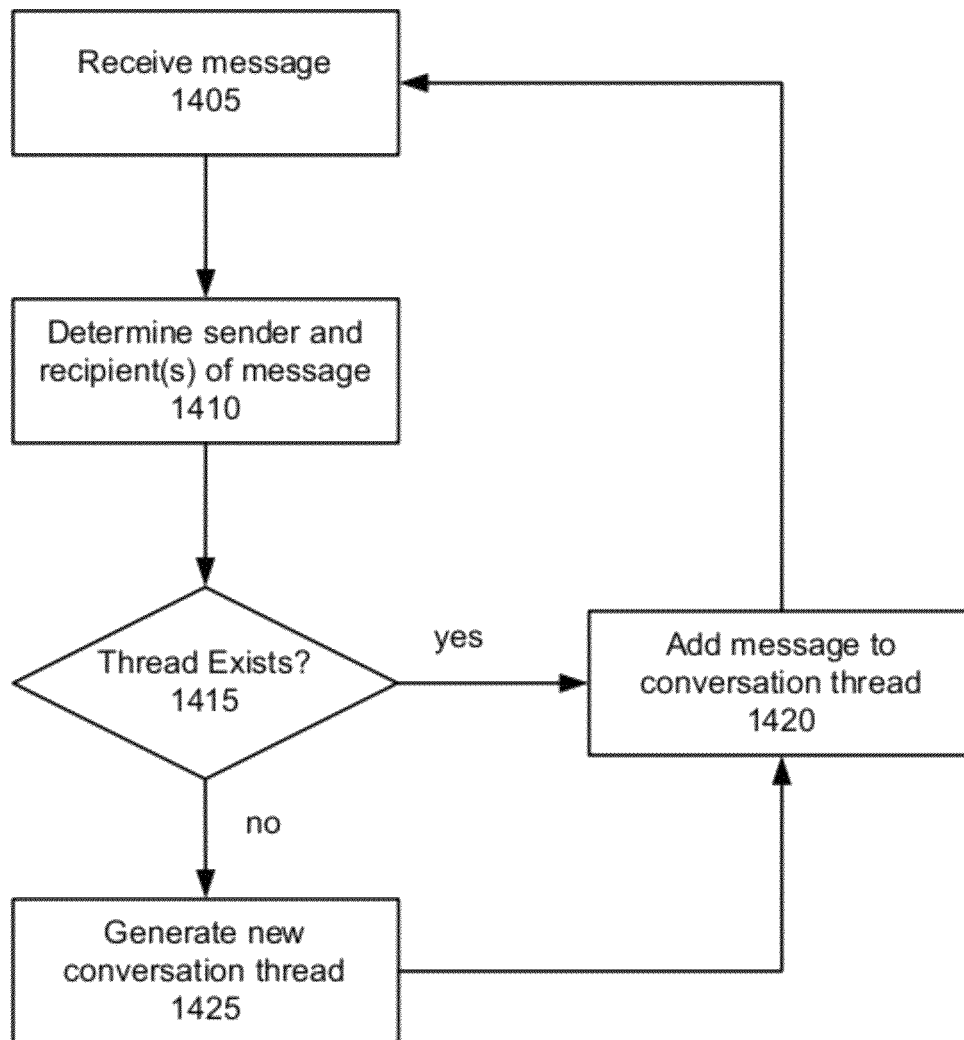 Receive message
1405
Determine sender and
recipient(s) of message
1410
Thread Exists?
1415
yes
Add message to
conversation thread
1420
no
Generate new
conversation thread
1425